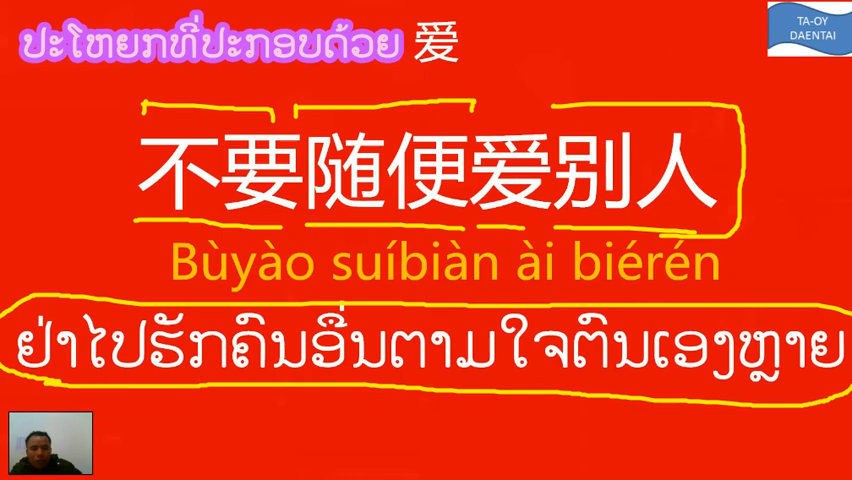 ປະໂຫຍກທີ່ປະກອບດ້ວຍ 爱
TA-OY
DAENTAI
不要随便爱别人
Bùyào suíbiàn ài biérén
ຢ່າໄປຮັກຄົນອື່ນຕາມໃຈຕົນເອງຫຼາຍ